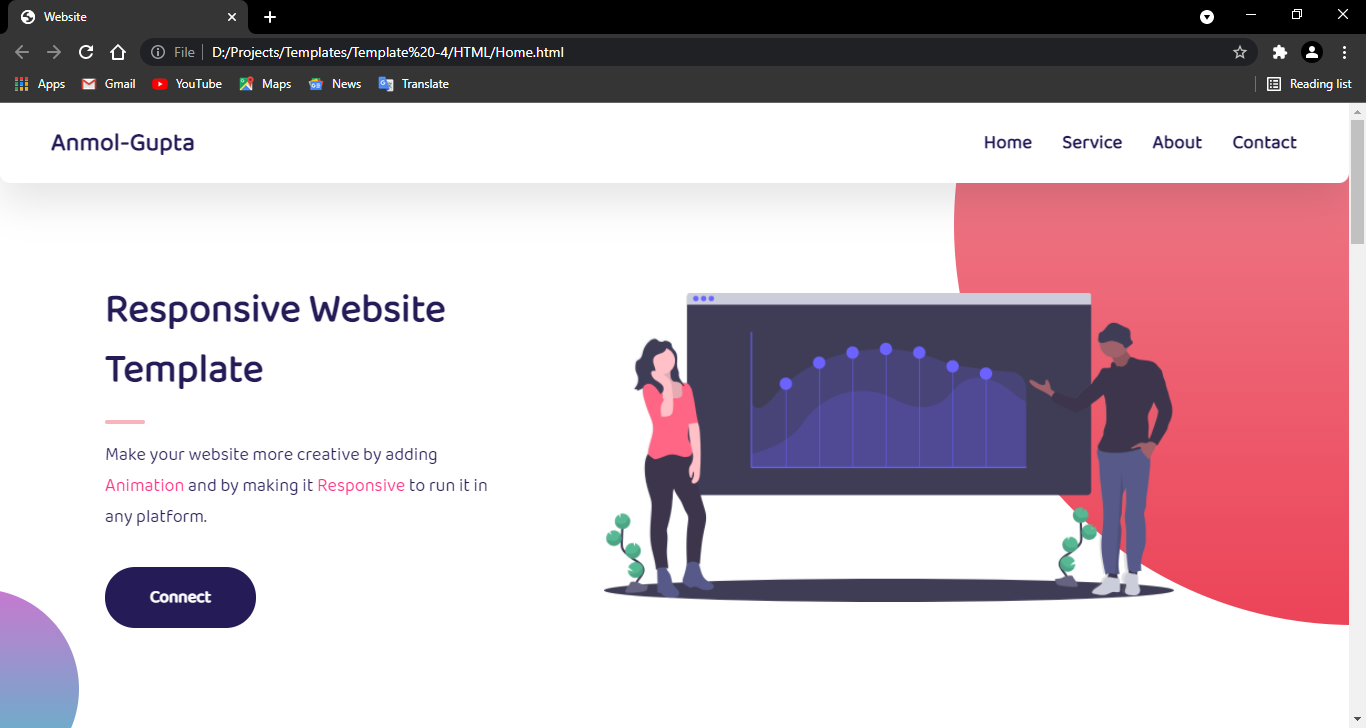 Website
File D:/Projects/Templates/Template%20-4/HTML/Home.html
Apps Gmail YouTube Maps News Translate Reading list
Anmol-Gupta Home Service About Contact
Responsive Website
Template
Make your website more creative by adding
Animation and by making it Responsive to run it in
any platform.
Connect